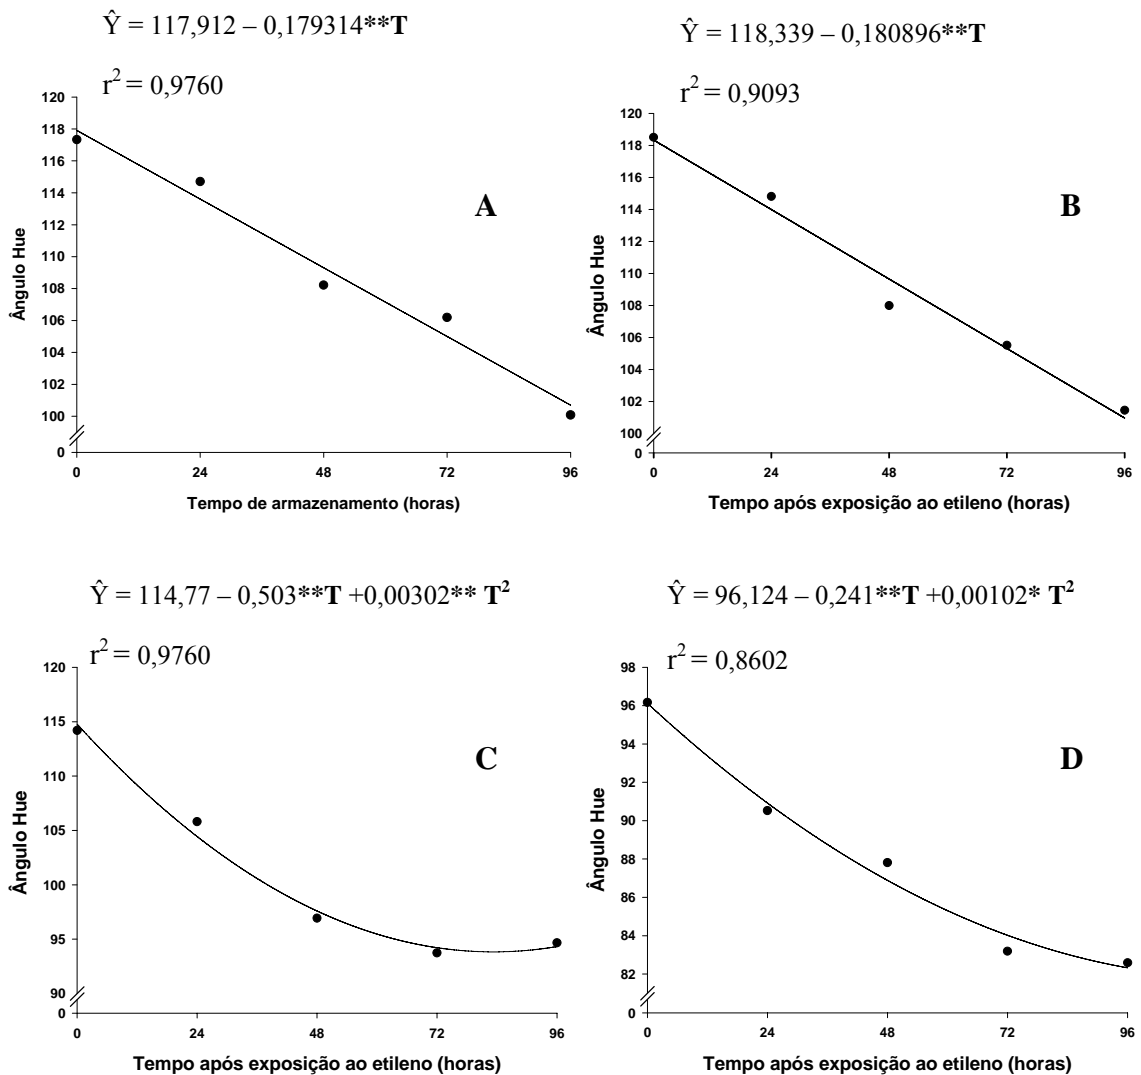 Ŷ = 117,912 – 0,179314**T
r² = 0,9760
120
118
116
114
112
110
108
106
104
102
100
0
Ângulo Hue
A
0 24 48 72 96
Tempo de armazenamento (horas)
Ŷ = 118,339 – 0,180896**T
r² = 0,9093
120
118
116
114
112
110
108
106
104
102
100
0
Ângulo Hue
B
0 24 48 72 96
Tempo após exposição ao etileno (horas)
Ŷ = 114,77 – 0,503**T +0,00302** T²
r² = 0,9760
120
115
110
105
100
95
90
0
Ângulo Hue
C
0 24 48 72 96
Tempo após exposição ao etileno (horas)
Ŷ = 96,124 – 0,241**T +0,00102* T²
r² = 0,8602
98
96
94
92
90
88
86
84
82
0
Ângulo Hue
D
0 24 48 72 96
Tempo após exposição ao etileno (horas)